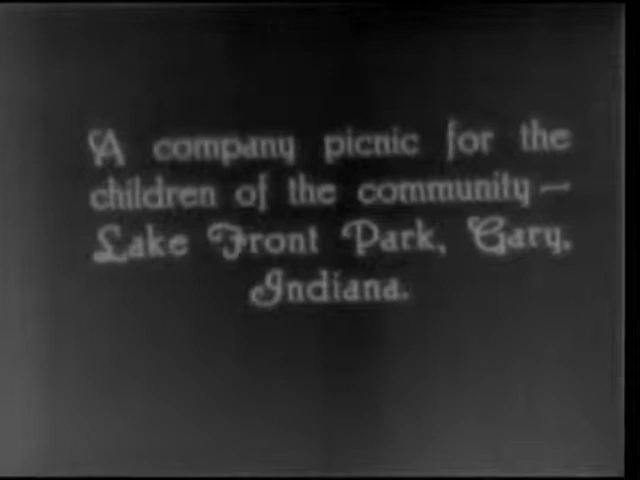 A company picnic for the
children of the community —
Lake Front Park, Gary,
Indiana.